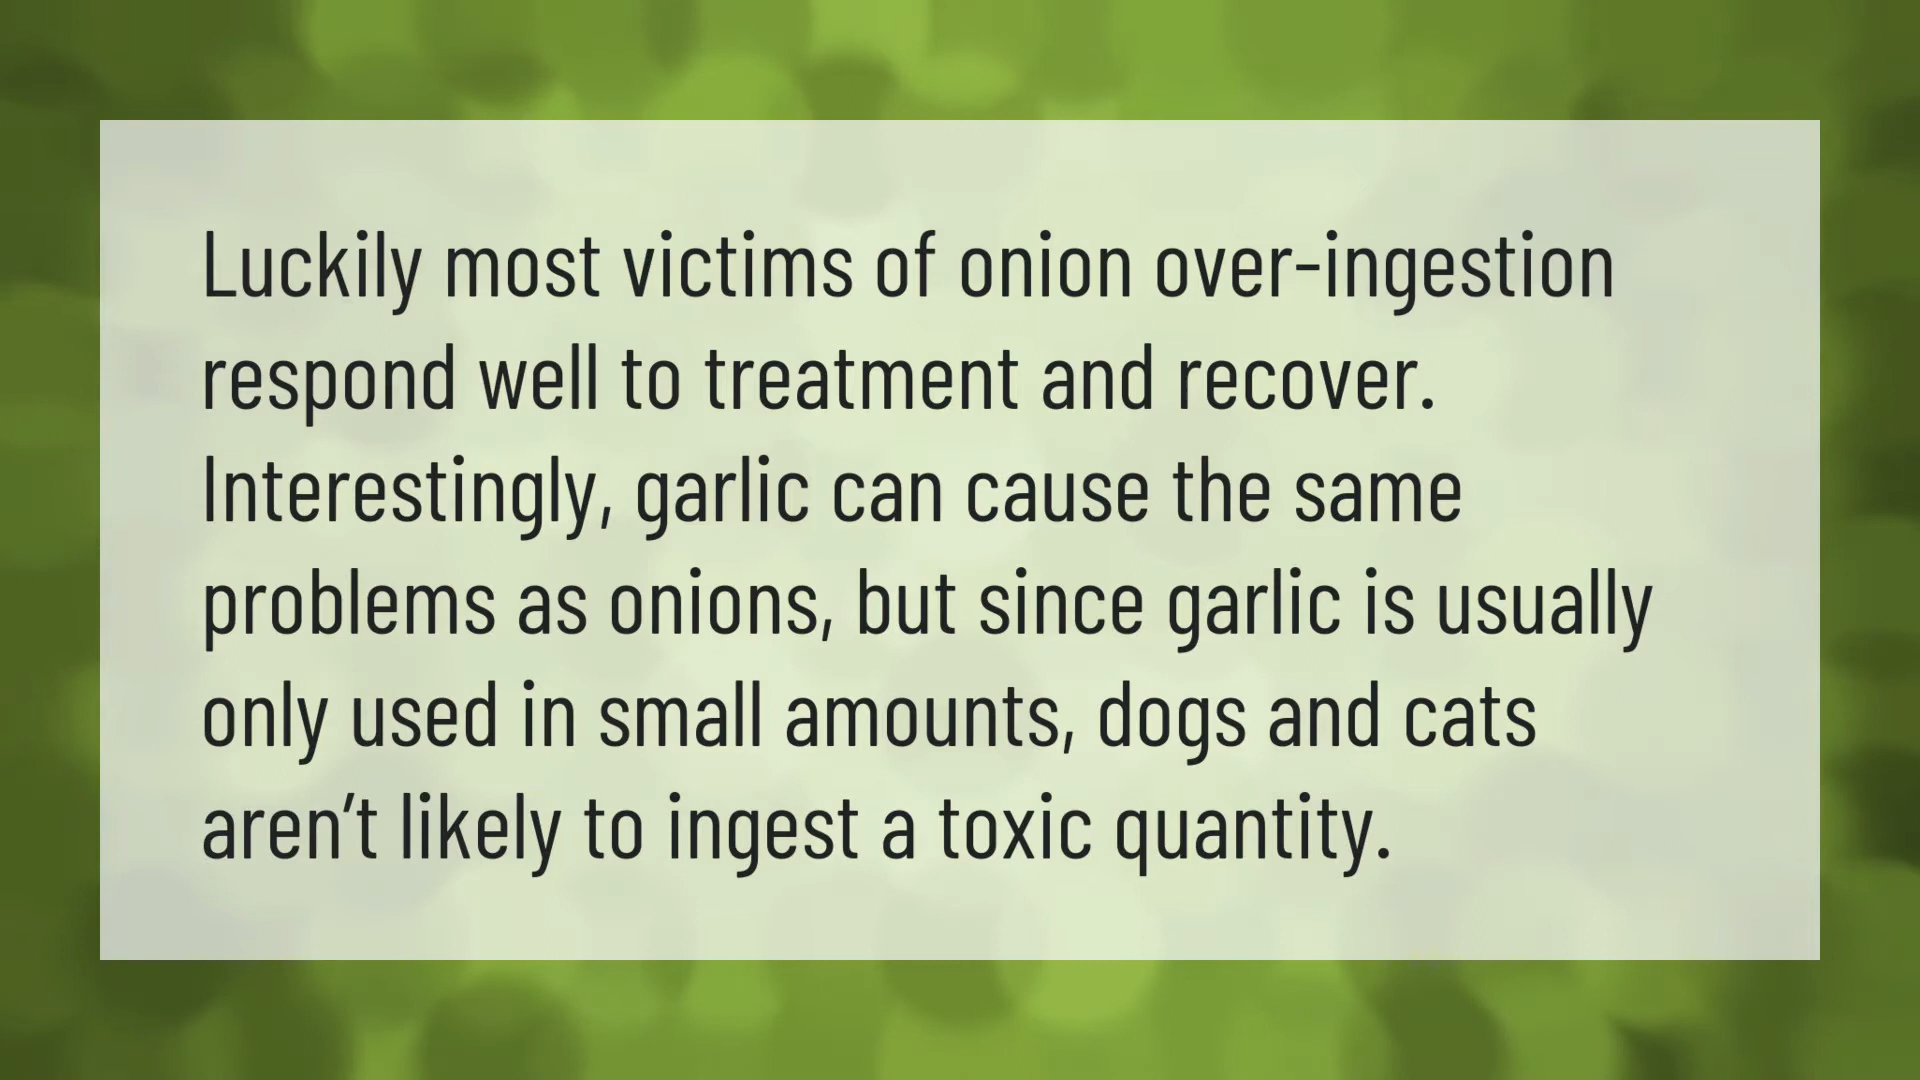 Luckily most victims of onion over-ingestion
respond well to treatment and recover.
Interestingly, garlic can cause the same
problems as onions, but since garlic is usually
only used in small amounts, dogs and cats
aren’t likely to ingest a toxic quantity.